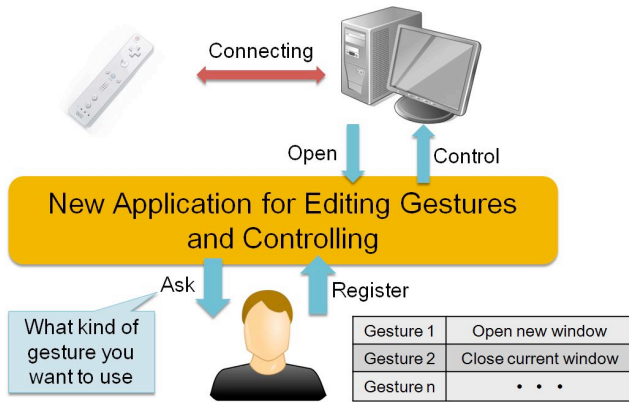 Connecting
Open
Control
New Application for Editing Gestures
and Controlling
Ask
Register
What kind of
gesture you
want to use
Gesture 1 Open new window
Gesture 2 Close current window
Gesture n • • •